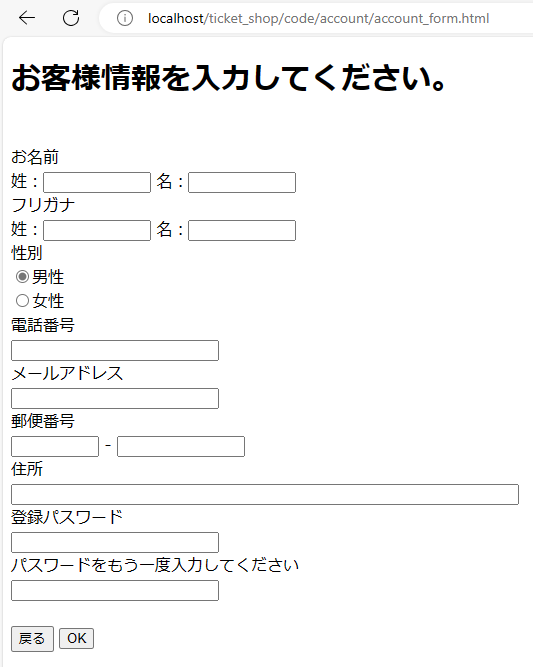 localhost/ticket_shop/code/account/account_form.html
お客様情報を入力してください。
お名前
姓： 名：
フリガナ
姓： 名：
性別
男性
女性
電話番号
メールアドレス
郵便番号
-
住所
登録パスワード
パスワードをもう一度入力してください
戻る OK